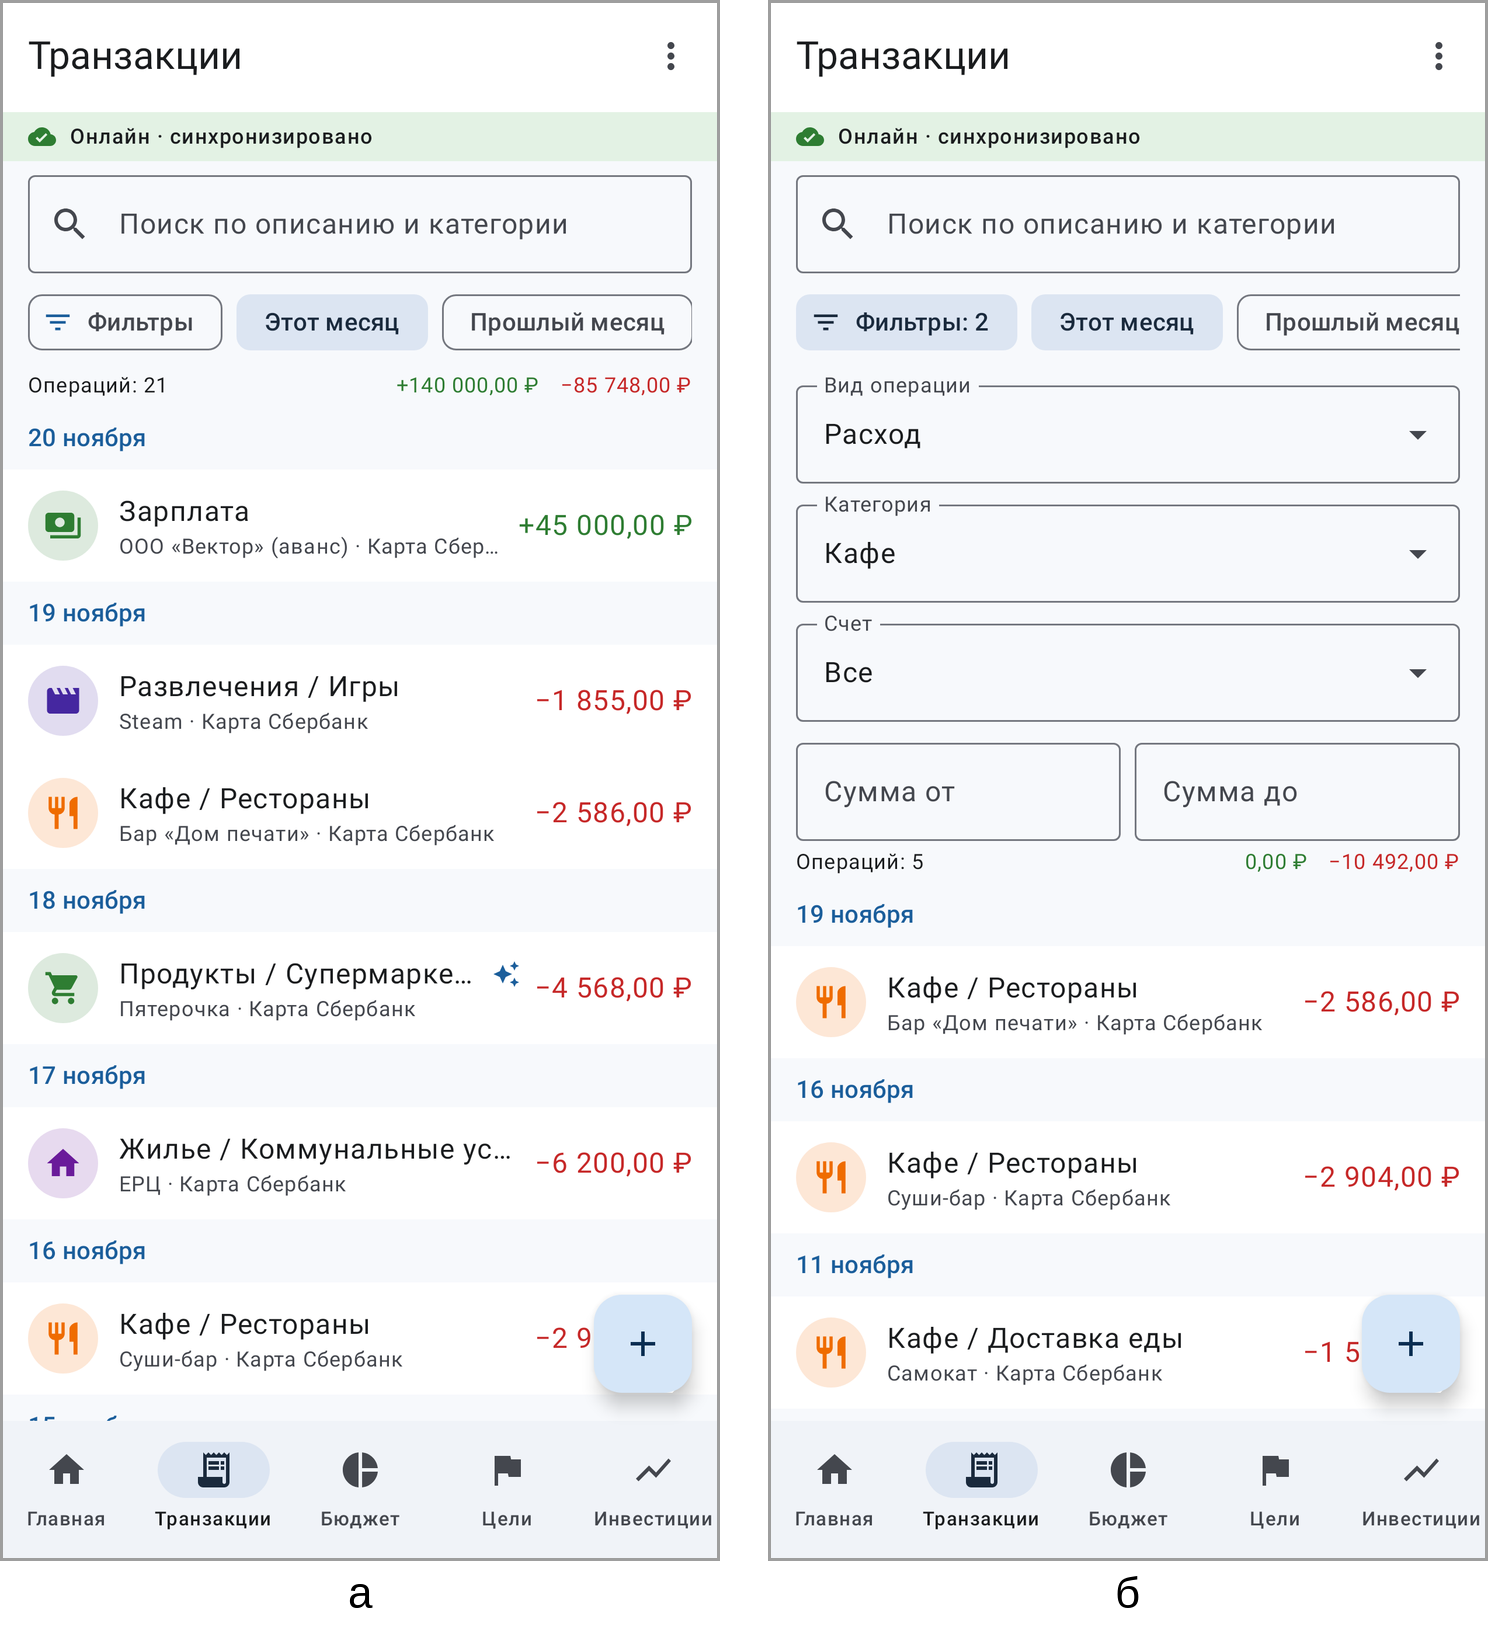 Транзакции
Онлайн · синхронизировано
Поиск по описанию и категории
Фильтры
Этот месяц
Прошлый месяц
Операций: 21
+140 000,00 ₽
−85 748,00 ₽
20 ноября
Зарплата
+45 000,00 ₽
ООО «Вектор» (аванс) · Карта Сбер...
19 ноября
Развлечения / Игры
−1 855,00 ₽
Steam · Карта Сбербанк
Кафе / Рестораны
−2 586,00 ₽
Бар «Дом печати» · Карта Сбербанк
18 ноября
Продукты / Супермарке...
−4 568,00 ₽
Пятерочка · Карта Сбербанк
17 ноября
Жилье / Коммунальные ус...
−6 200,00 ₽
ЕРЦ · Карта Сбербанк
16 ноября
Кафе / Рестораны
−2 9
Суши-бар · Карта Сбербанк
Главная
Транзакции
Бюджет
Цели
Инвестиции
а
Транзакции
Онлайн · синхронизировано
Поиск по описанию и категории
Фильтры: 2
Этот месяц
Прошлый месяц
Вид операции
Расход
Категория
Кафе
Счет
Все
Сумма от
Сумма до
Операций: 5
0,00 ₽
−10 492,00 ₽
19 ноября
Кафе / Рестораны
−2 586,00 ₽
Бар «Дом печати» · Карта Сбербанк
16 ноября
Кафе / Рестораны
−2 904,00 ₽
Суши-бар · Карта Сбербанк
11 ноября
Кафе / Доставка еды
−1 5
Самокат · Карта Сбербанк
Главная
Транзакции
Бюджет
Цели
Инвестиции
б